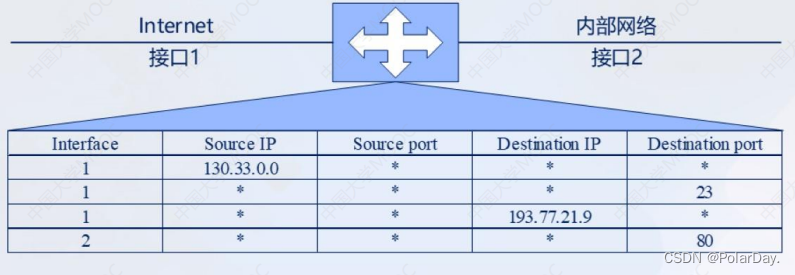 Internet
内部网络
接口1
接口2
Interface Source IP Source port Destination IP Destination port
1 130.33.0.0 * * *
1 * * * 23
1 * * 193.77.21.9 *
2 * * * 80
CSDN @PolarDay.